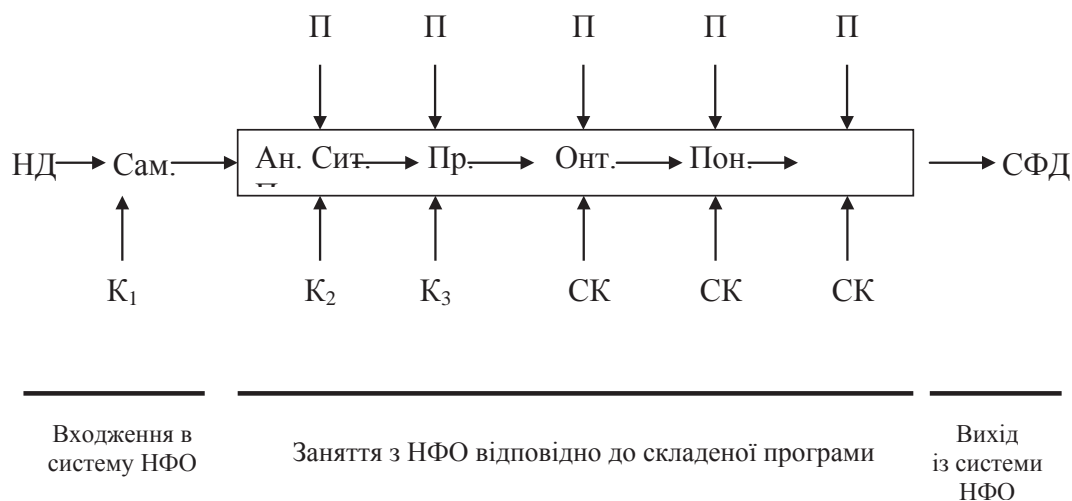 П П П П П
НД Сам. Ан. Сит. Пр. Онт. Пон. СФД
К₁ К₂ К₃ СК СК СК
Входження в
систему НФО
Заняття з НФО відповідно до складеної програми
Вихід
із системи
НФО